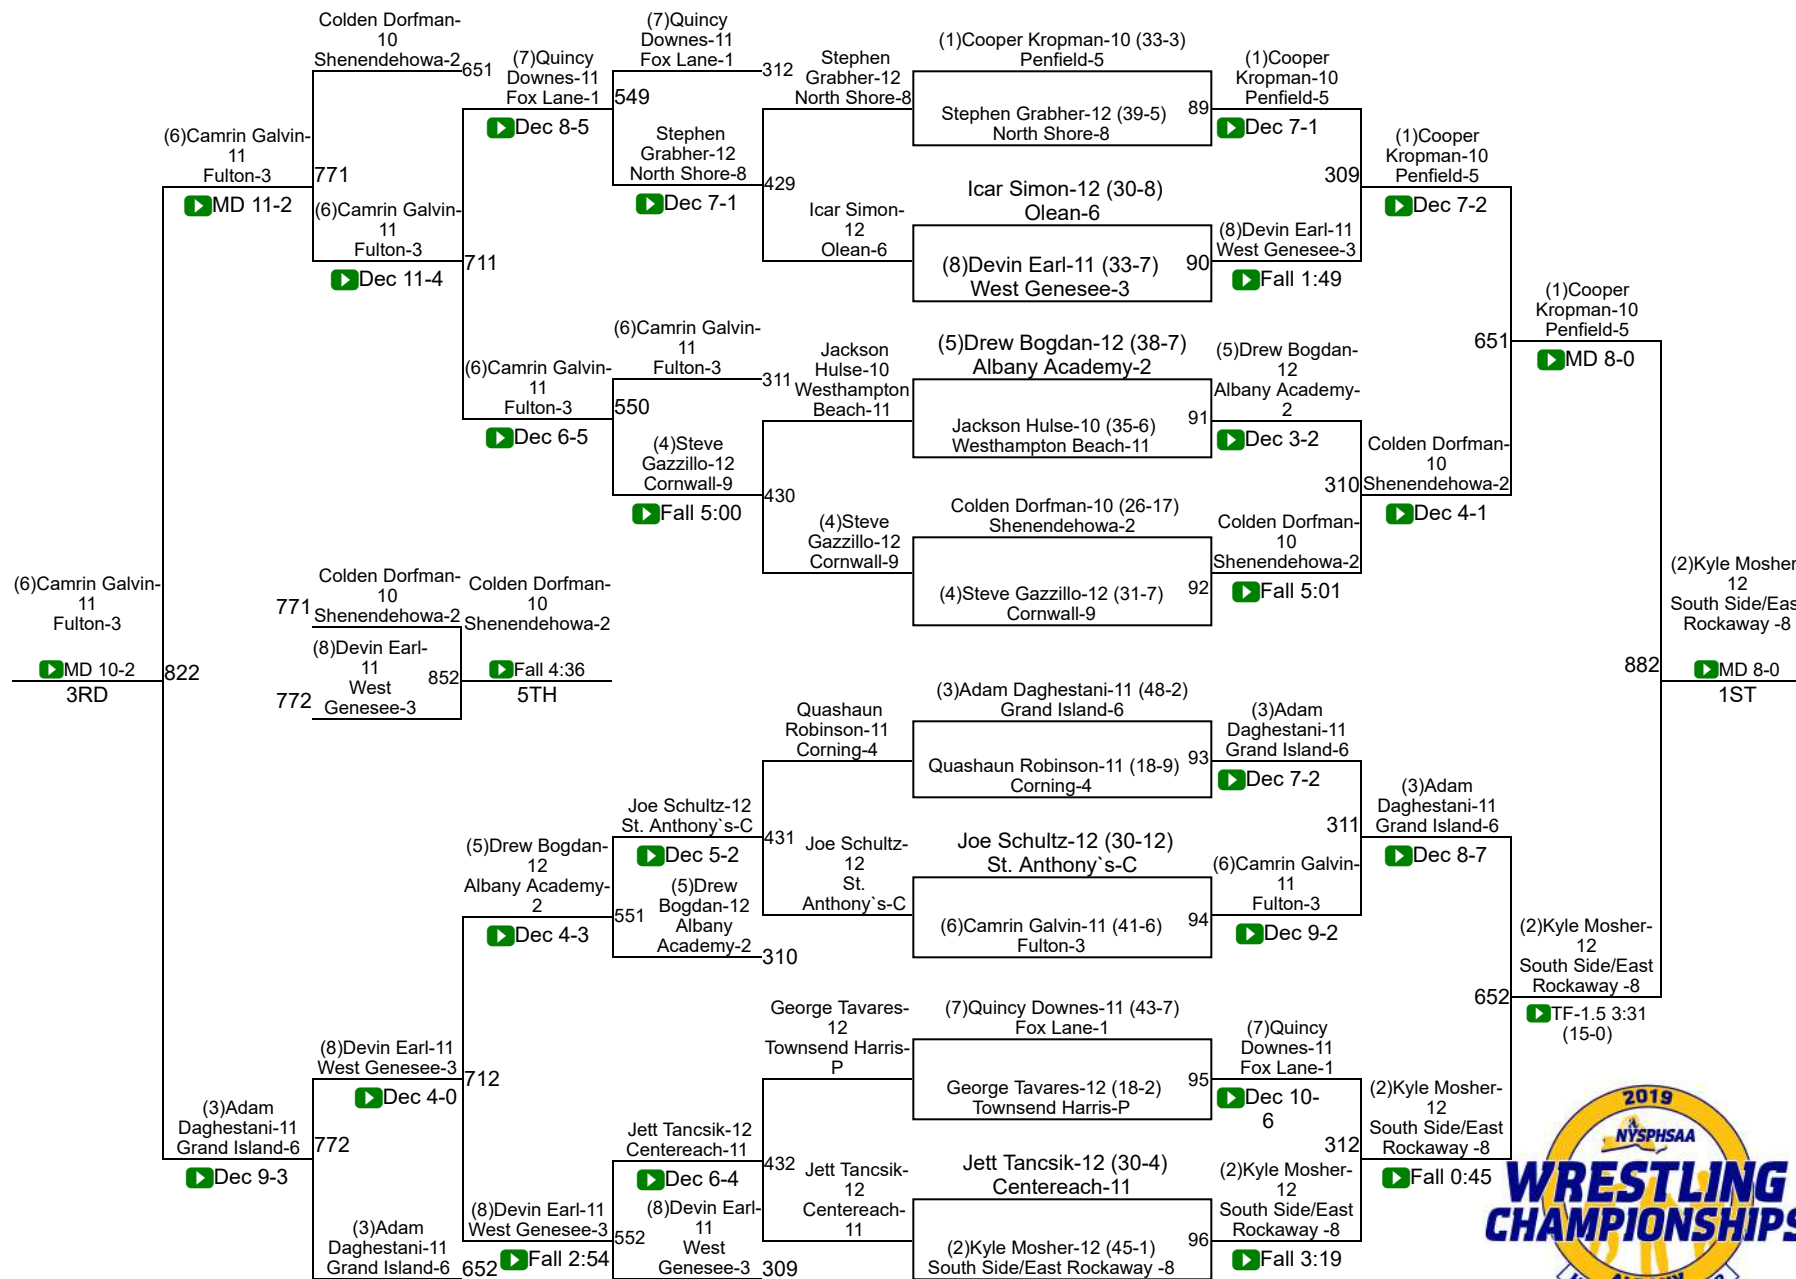 Colden Dorfman-
10
Shenendehowa-2
651
(7)Quincy
Downes-11
Fox Lane-1
312
(7)Quincy
Downes-11
Fox Lane-1
549
Dec 8-5
Stephen
Grabher-12
North Shore-8
429
Dec 7-1
Stephen
Grabher-12
North Shore-8
Icar Simon-
12
Olean-6
(1)Cooper Kropman-10 (33-3)
Penfield-5
Stephen Grabher-12 (39-5)
North Shore-8
89
(1)Cooper
Kropman-10
Penfield-5
Dec 7-1
Icar Simon-12 (30-8)
Olean-6
(8)Devin Earl-11 (33-7)
West Genesee-3
90
(8)Devin Earl-11
West Genesee-3
Fall 1:49
309
(1)Cooper
Kropman-10
Penfield-5
Dec 7-2
(6)Camrin Galvin-
11
Fulton-3
771
MD 11-2
(6)Camrin Galvin-
11
Fulton-3
711
Dec 11-4
(6)Camrin Galvin-
11
Fulton-3
550
Dec 6-5
(6)Camrin Galvin-
11
Fulton-3
311
(4)Steve
Gazzillo-12
Cornwall-9
430
Fall 5:00
Jackson
Hulse-10
Westhampton
Beach-11
(4)Steve
Gazzillo-12
Cornwall-9
(5)Drew Bogdan-12 (38-7)
Albany Academy-2
Jackson Hulse-10 (35-6)
Westhampton Beach-11
91
(5)Drew Bogdan-
12
Albany Academy-
2
Dec 3-2
Colden Dorfman-10 (26-17)
Shenendehowa-2
(4)Steve Gazzillo-12 (31-7)
Cornwall-9
92
Colden Dorfman-
10
Shenendehowa-2
Fall 5:01
310
Colden Dorfman-
10
Shenendehowa-2
Dec 4-1
651
(1)Cooper
Kropman-10
Penfield-5
MD 8-0
(6)Camrin Galvin-
11
Fulton-3
MD 10-2
3RD
822
771
Colden Dorfman-
10
Shenendehowa-2
772
(8)Devin Earl-
11
West
Genesee-3
852
Colden Dorfman-
10
Shenendehowa-2
Fall 4:36
5TH
882
(2)Kyle Mosher
12
South Side/Eas
Rockaway -8
MD 8-0
1ST
Quashaun
Robinson-11
Corning-4
(3)Adam Daghestani-11 (48-2)
Grand Island-6
Quashaun Robinson-11 (18-9)
Corning-4
93
(3)Adam
Daghestani-11
Grand Island-6
Dec 7-2
Joe Schultz-12
St. Anthony`s-C
431
Dec 5-2
Joe Schultz-
12
St.
Anthony`s-C
Joe Schultz-12 (30-12)
St. Anthony`s-C
(6)Camrin Galvin-11 (41-6)
Fulton-3
94
(6)Camrin Galvin-
11
Fulton-3
Dec 9-2
311
(3)Adam
Daghestani-11
Grand Island-6
Dec 8-7
(5)Drew Bogdan-
12
Albany Academy-
2
551
Dec 4-3
(5)Drew
Bogdan-12
Albany
Academy-2
310
652
(2)Kyle Mosher-
12
South Side/East
Rockaway -8
TF-1.5 3:31
(15-0)
(3)Adam
Daghestani-11
Grand Island-6
772
Dec 9-3
(8)Devin Earl-11
West Genesee-3
712
Dec 4-0
(3)Adam
Daghestani-11
Grand Island-6
652
(8)Devin Earl-11
West Genesee-3
552
Fall 2:54
Jett Tancsik-12
Centereach-11
432
Dec 6-4
(8)Devin Earl-
11
West
Genesee-3
309
George Tavares-
12
Townsend Harris-
P
Jett Tancsik-
12
Centereach-
11
(7)Quincy Downes-11 (43-7)
Fox Lane-1
George Tavares-12 (18-2)
Townsend Harris-P
95
(7)Quincy
Downes-11
Fox Lane-1
Dec 10-
6
Jett Tancsik-12 (30-4)
Centereach-11
(2)Kyle Mosher-12 (45-1)
South Side/East Rockaway -8
96
(2)Kyle Mosher-
12
South Side/East
Rockaway -8
Fall 3:19
312
(2)Kyle Mosher-
12
South Side/East
Rockaway -8
Fall 0:45
2019
NYSPHSAA
WRESTLING
CHAMPIONSHIPS